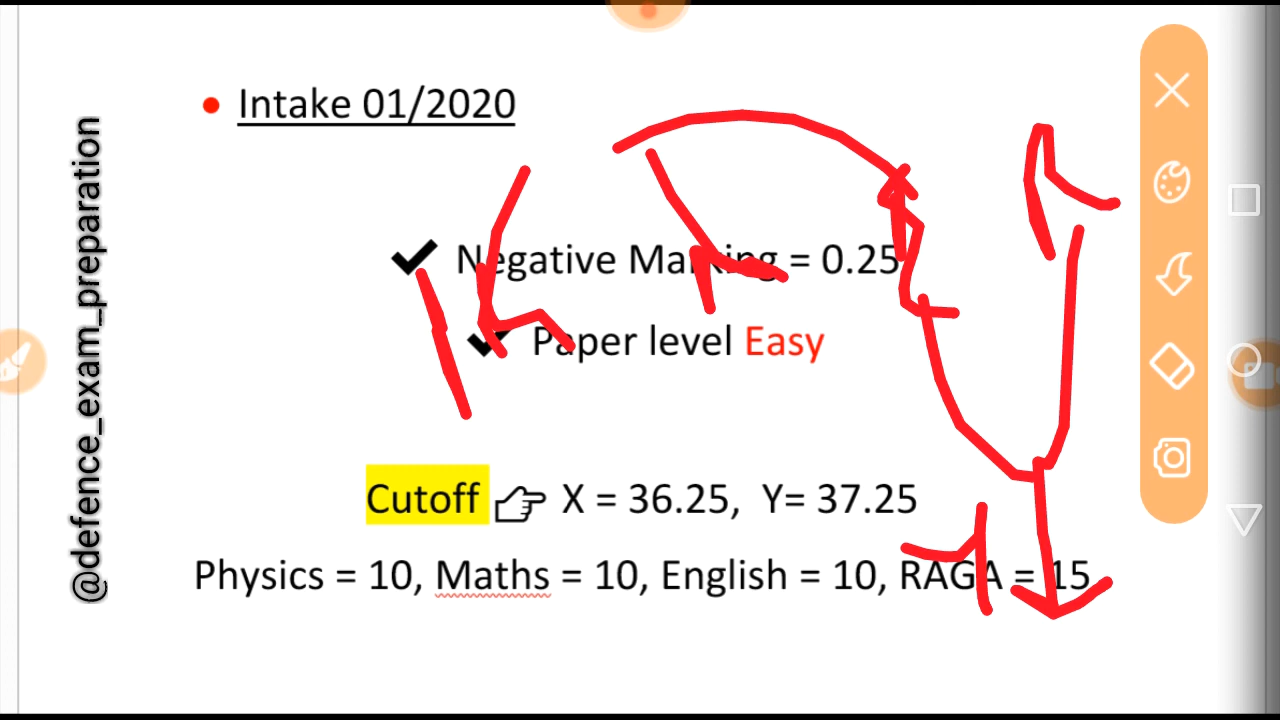 @defence_exam_preparation
Intake 01/2020
Negative Marking = 0.25
Paper level Easy
Cutoff X = 36.25, Y= 37.25
Physics = 10, Maths = 10, English = 10, RAGA = 15